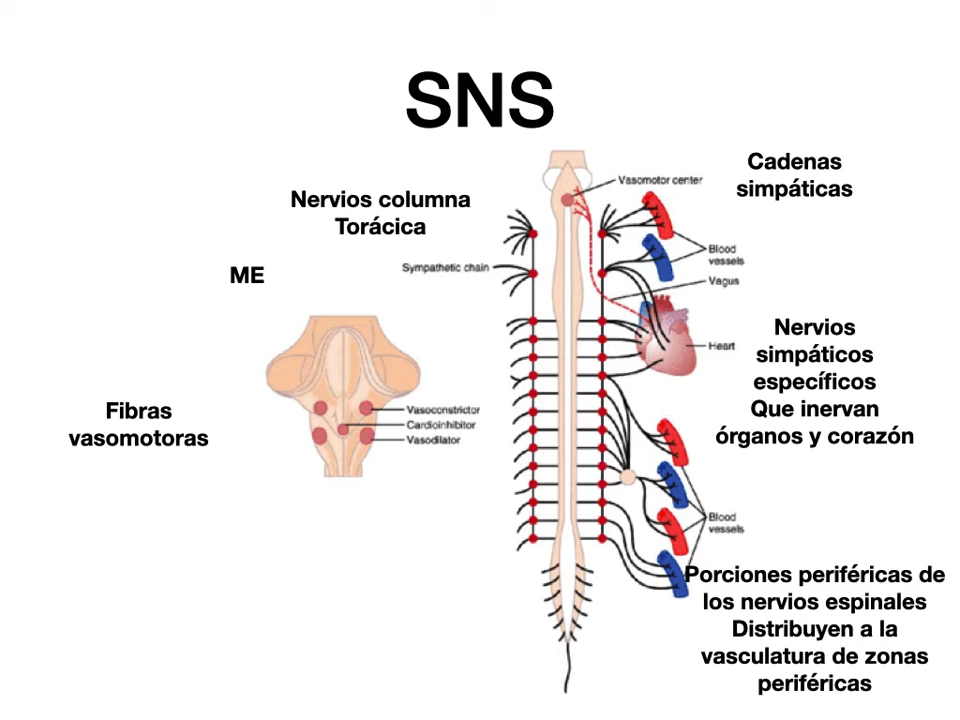 SNS
Cadenas
simpáticas
Nervios columna
Torácica
ME
Fibras
vasomotoras
Vasoconstrictor
Cardioinhibitor
Vasodilator
Vasomotor center
Sympathetic chain
Blood
vessels
Vagus
Heart
Nervios
simpáticos
específicos
Que inervan
órganos y corazón
Blood
vessels
Porciones periféricas de
los nervios espinales
Distribuyen a la
vasculatura de zonas
periféricas